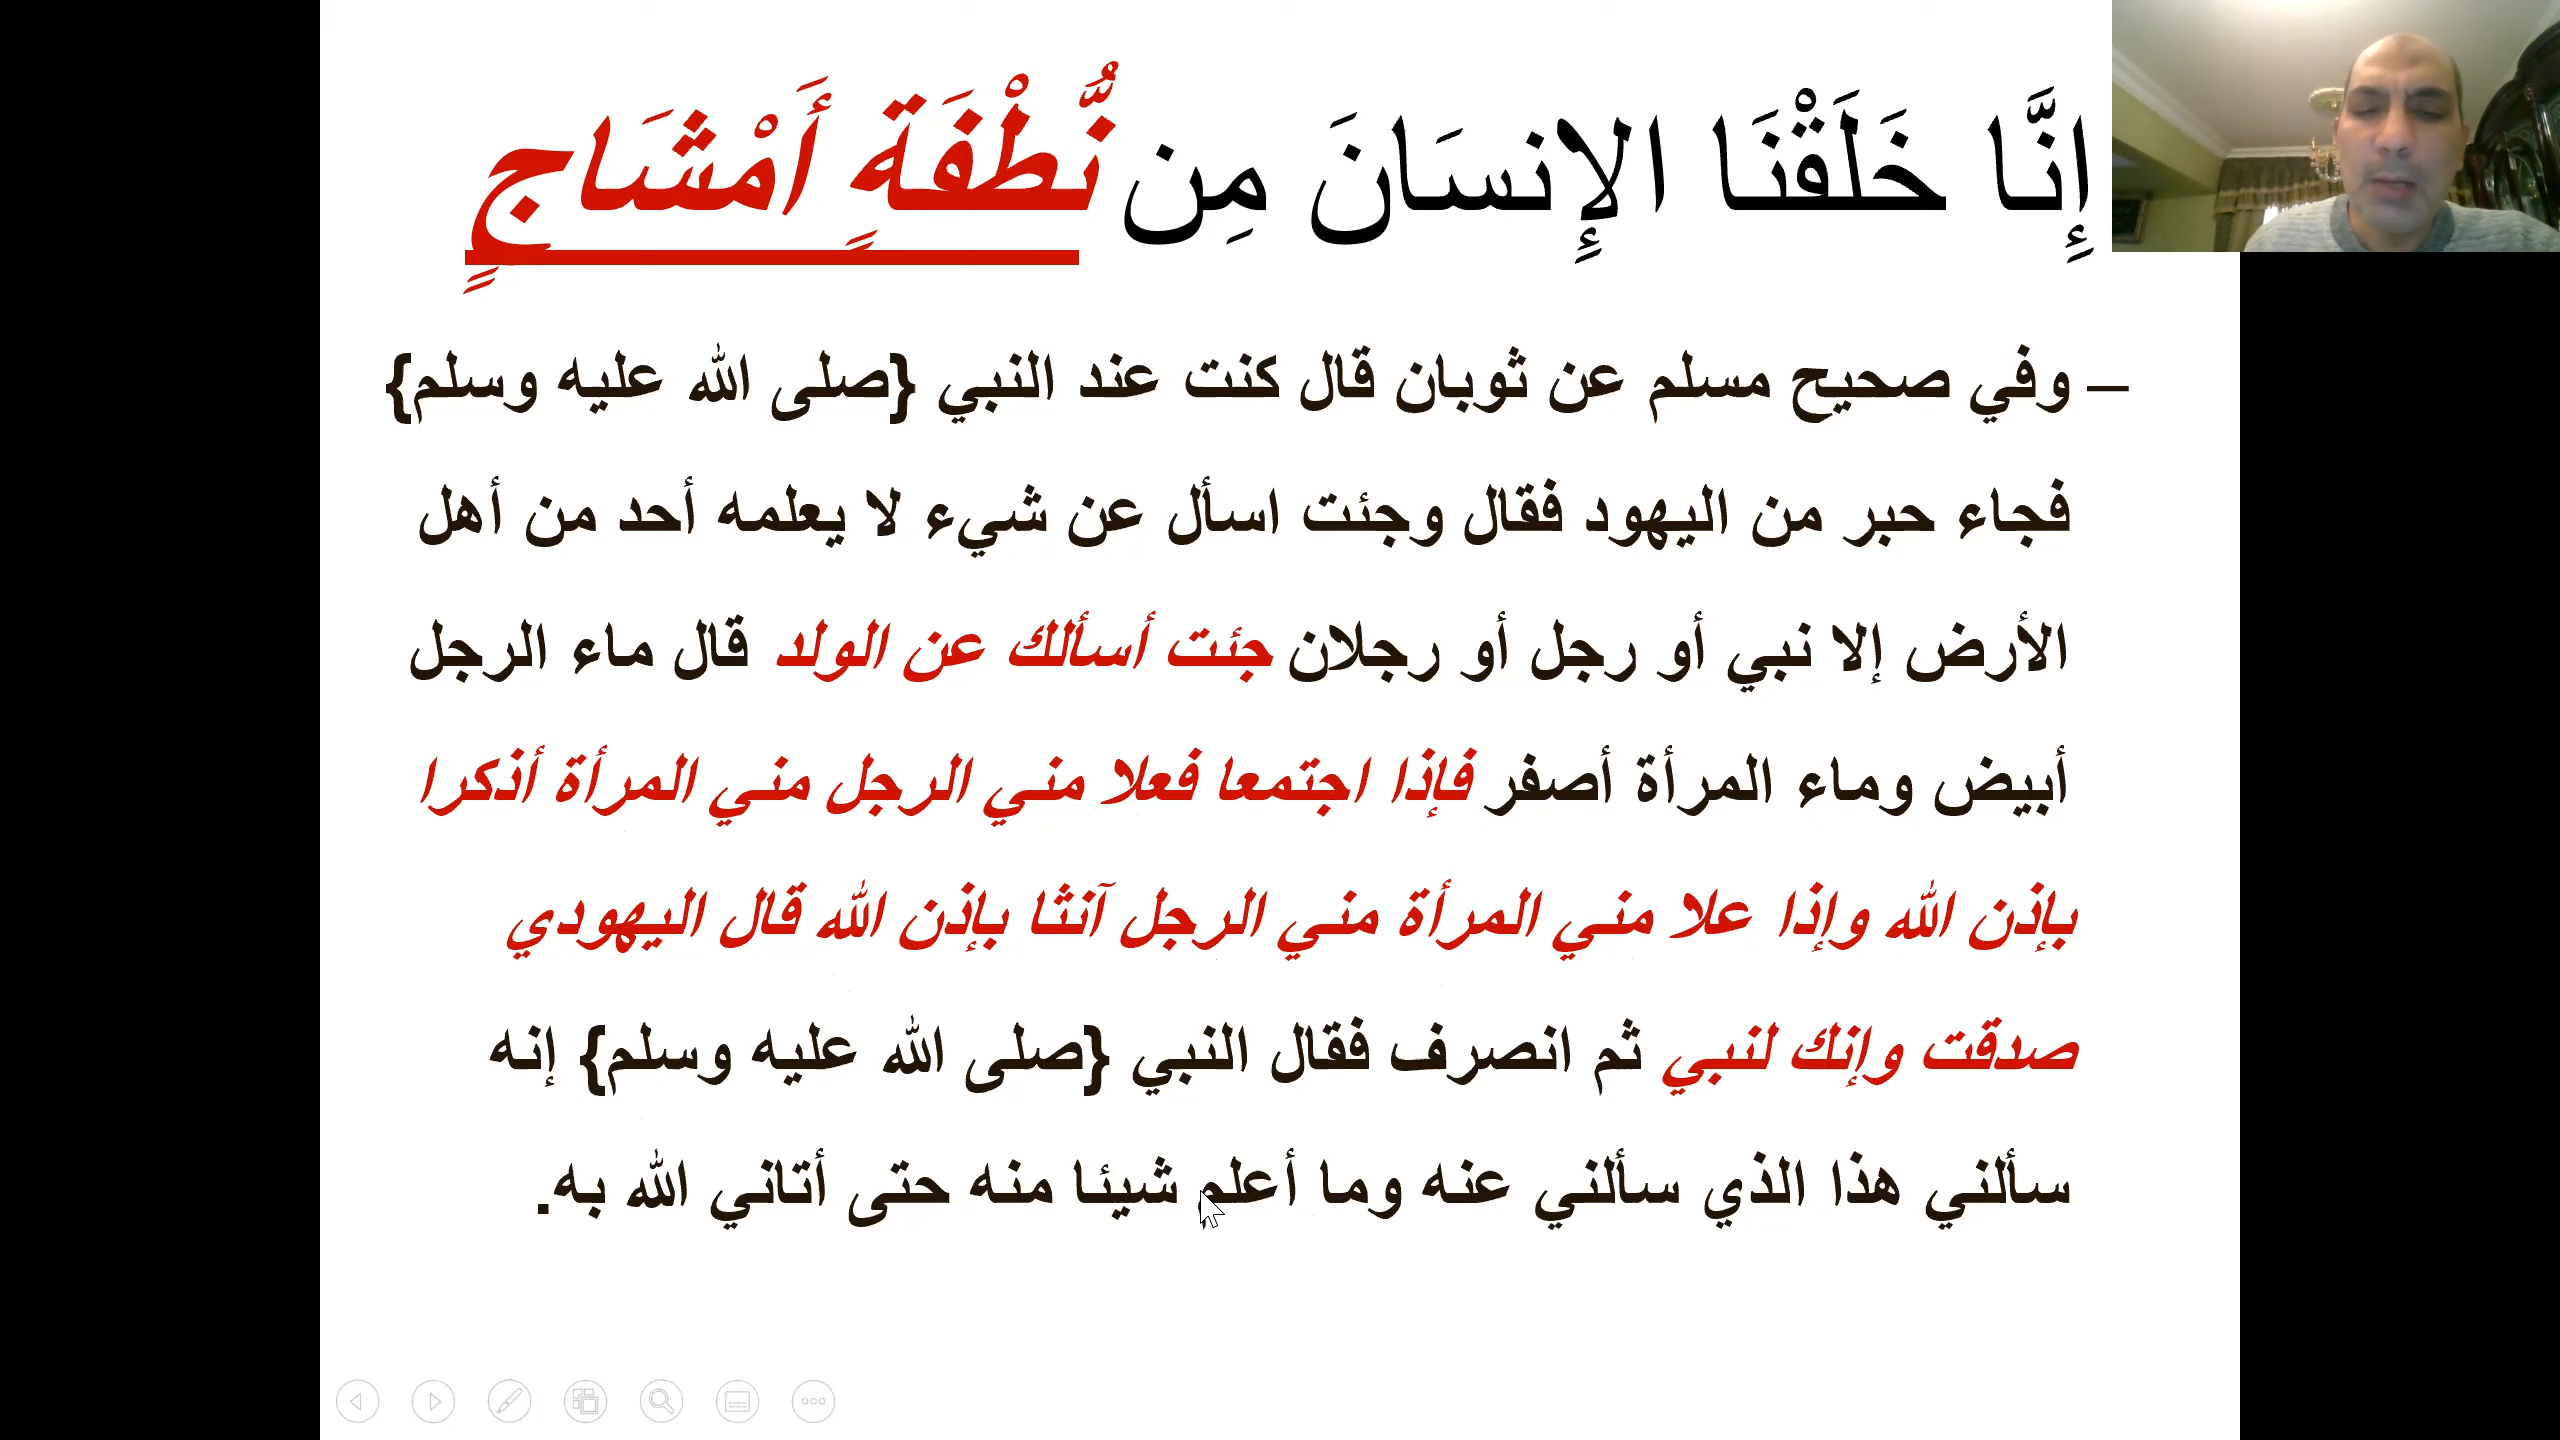 إِنَّا خَلَقْنَا الإِنسَانَ مِن نُّطْفَةٍ أَمْشَاجٍ
– وفي صحيح مسلم عن ثوبان قال كنت عند النبي {صلى الله عليه وسلم}
فجاء حبر من اليهود فقال وجئت اسأل عن شيء لا يعلمه أحد من أهل
الأرض إلا نبي أو رجل أو رجلان جئت أسألك عن الولد قال ماء الرجل
أبيض وماء المرأة أصفر فإذا اجتمعا فعلا مني الرجل مني المرأة أذكرا
بإذن الله وإذا علا مني المرأة مني الرجل آنثا بإذن الله قال اليهودي
صدقت وإنك لنبي ثم انصرف فقال النبي {صلى الله عليه وسلم} إنه
سألني هذا الذي سألني عنه وما أعلم شيئا منه حتى أتاني الله به.